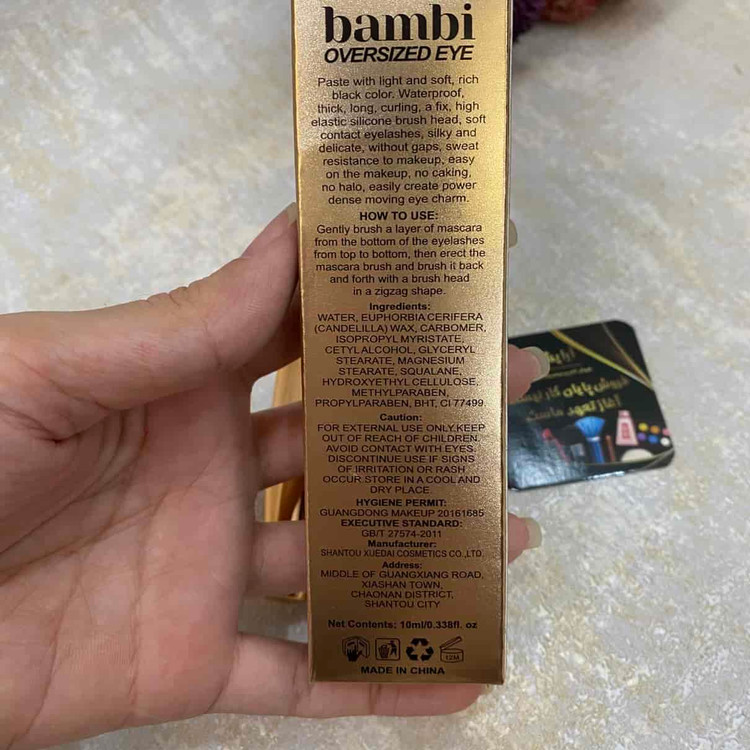 bambi
OVERSIZED EYE
Paste with light and soft, rich
black color. Waterproof,
thick, long, curling, a fix, high
elastic silicone brush head, soft
contact eyelashes, silky and
delicate, without gaps, sweat
resistance to makeup, easy
on the makeup, no caking,
no halo, easily create power
dense moving eye charm.
HOW TO USE:
Gently brush a layer of mascara
from the bottom of the eyelashes
from top to bottom, then erect the
mascara brush and brush it back
and forth with a brush head
in a zigzag shape.
Ingredients:
WATER, EUPHORBIA CERIFERA
(CANDELILLA) WAX, CARBOMER,
ISOPROPYL MYRISTATE,
CETYL ALCOHOL, GLYCERYL
STEARATE, MAGNESIUM
STEARATE, SQUALANE,
HYDROXYETHYL CELLULOSE,
METHYLPARABEN,
PROPYLPARABEN, BHT, CI 77499.
Caution:
FOR EXTERNAL USE ONLY.KEEP
OUT OF REACH OF CHILDREN.
AVOID CONTACT WITH EYES.
DISCONTINUE USE IF SIGNS
OF IRRITATION OR RASH
OCCUR STORE IN A COOL AND
DRY PLACE.
HYGIENE PERMIT:
GUANGDONG MAKEUP 20161685
EXECUTIVE STANDARD:
GB/T 27574-2011
Manufacturer:
SHANTOU XUEDAI COSMETICS CO.,LTD.
Address:
MIDDLE OF GUANGXIANG ROAD,
XIASHAN TOWN,
CHAONAN DISTRICT,
SHANTOU CITY
Net Contents: 10ml/0.338fl. oz
12M
MADE IN CHINA
فروش پایان کار نیست
آغاز تعهد ماست